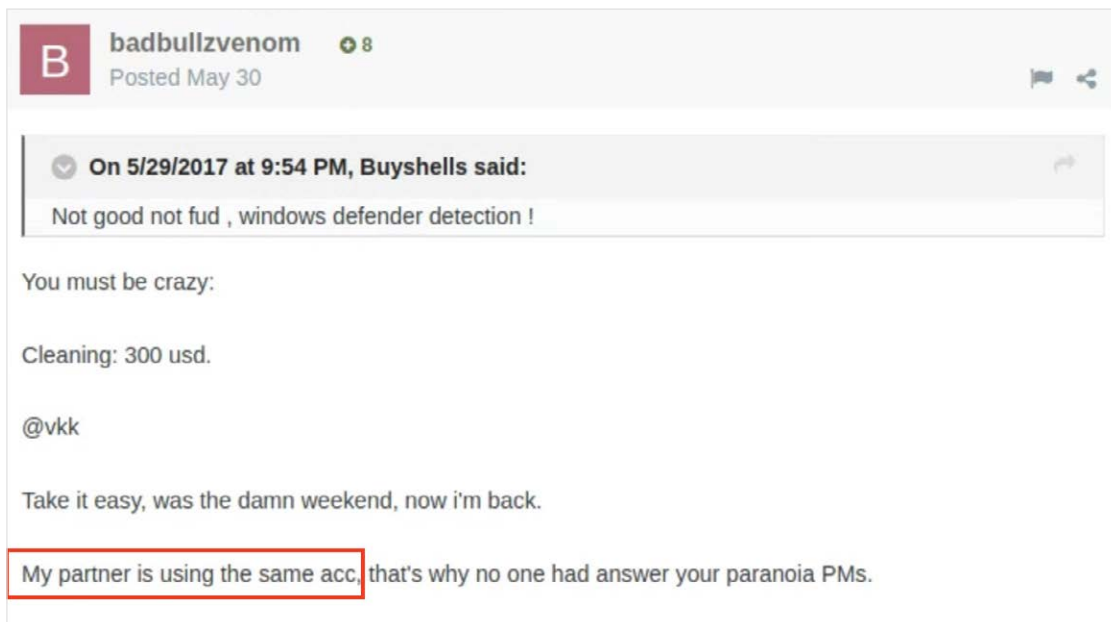 B
badbullzvenom 8
Posted May 30
On 5/29/2017 at 9:54 PM, Buyshells said:
Not good not fud , windows defender detection !
You must be crazy:
Cleaning: 300 usd.
@vkk
Take it easy, was the damn weekend, now i'm back.
My partner is using the same acc, that's why no one had answer your paranoia PMs.